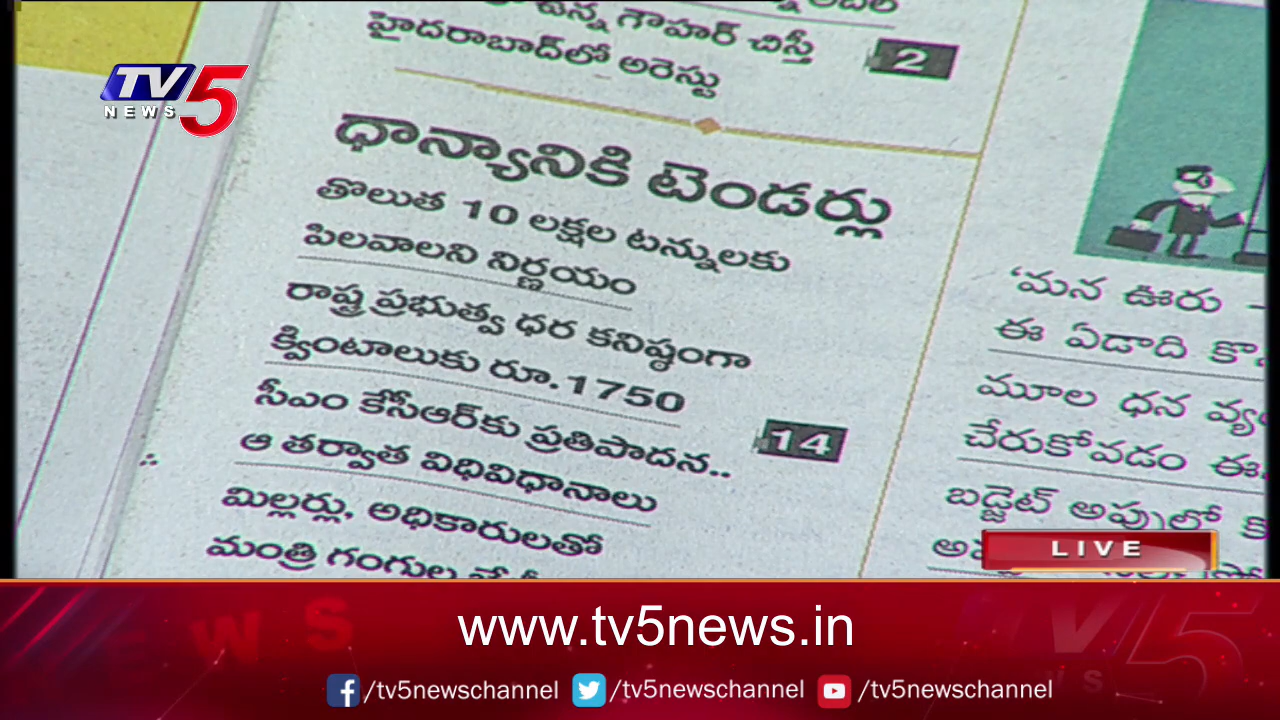 ఉన్న గౌహర్ చిస్తీ
హైదరాబాద్‌లో అరెస్టు
2
TV5
NEWS
ధాన్యానికి టెండర్లు
తొలుత 10 లక్షల టన్నులకు
పిలవాలని నిర్ణయం
రాష్ట్ర ప్రభుత్వ ధర కనిష్ఠంగా
క్వింటాలుకు రూ.1750
సీఎం కేసీఆర్‌కు ప్రతిపాదన..
ఆ తర్వాత విధివిధానాలు
14
మిల్లర్లు, అధికారులతో
మంత్రి గంగుల
‘మన ఊరు -
ఈ ఏడాది
మూల ధన
చేరుకోవడం
బడ్జెట్ అప్పుల్లో
LIVE
www.tv5news.in
/tv5newschannel
/tv5newschannel
/tv5newschannel